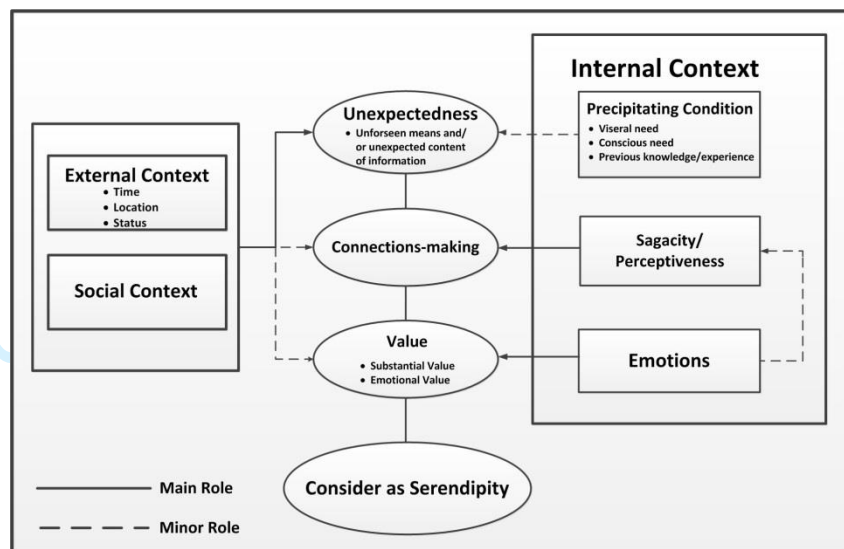 Internal Context
Unexpectedness
• Unforseen means and/
or unexpected content
of information
Precipitating Condition
• Viseral need
• Conscious need
• Previous knowledge/experience
External Context
• Time
• Location
• Status
Connections-making
Sagacity/
Perceptiveness
Social Context
Value
• Substantial Value
• Emotional Value
Emotions
Consider as Serendipity
Main Role
Minor Role